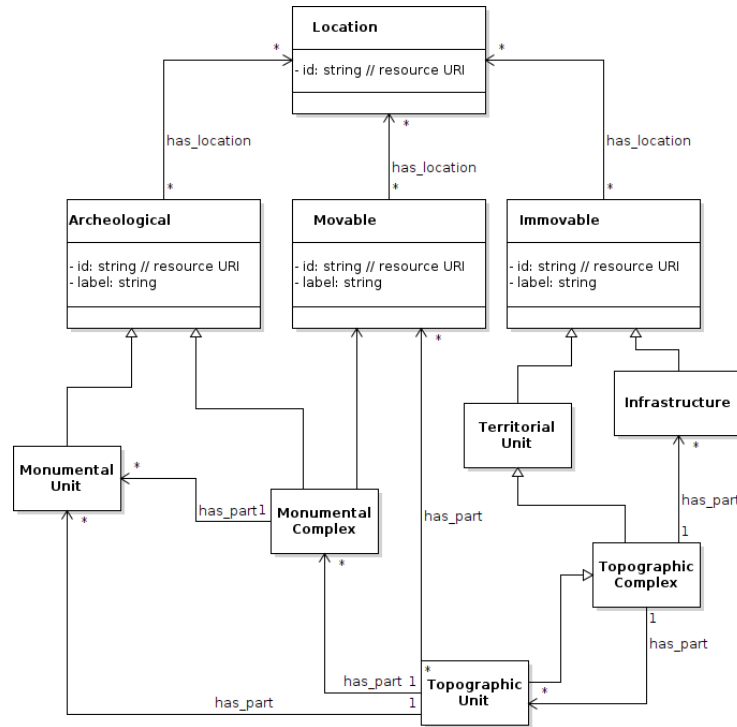 Location
- id: string // resource URI
*
*
*
has_location
has_location
has_location
*
*
*
Archeological
- id: string // resource URI
- label: string
Movable
- id: string // resource URI
- label: string
Immovable
- id: string // resource URI
- label: string
*
Infrastructure
*
Territorial
Unit
Monumental
Unit
*
*
has_part
1
Monumental
Complex
*
has_part
has_part
1
Topographic
Complex
1
has_part
has_part
1
*
Topographic
Unit
*
has_part
1